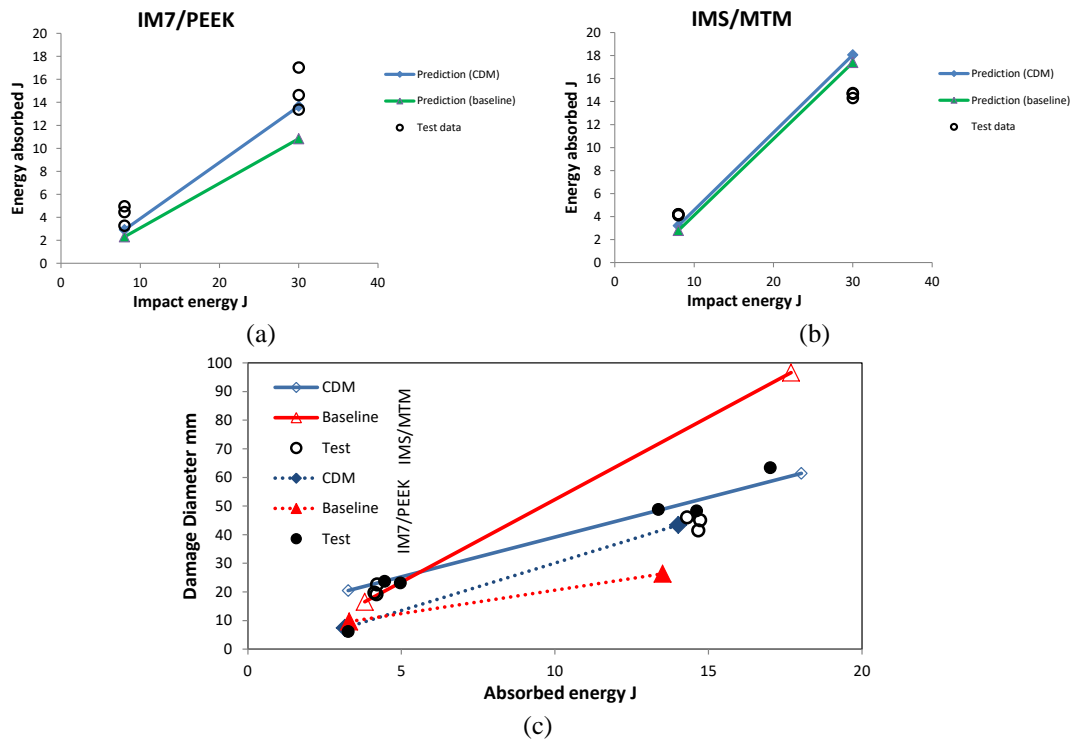 IM7/PEEK
20
18
16
14
12
10
8
6
4
2
0
Energy absorbed J
0 10 20 30 40
Impact energy J
Prediction (CDM)
Prediction (baseline)
Test data
(a)
IMS/MTM
20
18
16
14
12
10
8
6
4
2
0
Energy absorbed J
0 10 20 30 40
Impact energy J
Prediction (CDM)
Prediction (baseline)
Test data
(b)
100
90
80
70
60
50
40
30
20
10
0
Damage Diameter mm
CDM
Baseline
Test
IMS/MTM
CDM
Baseline
Test
IM7/PEEK
0 5 10 15 20
Absorbed energy J
(c)